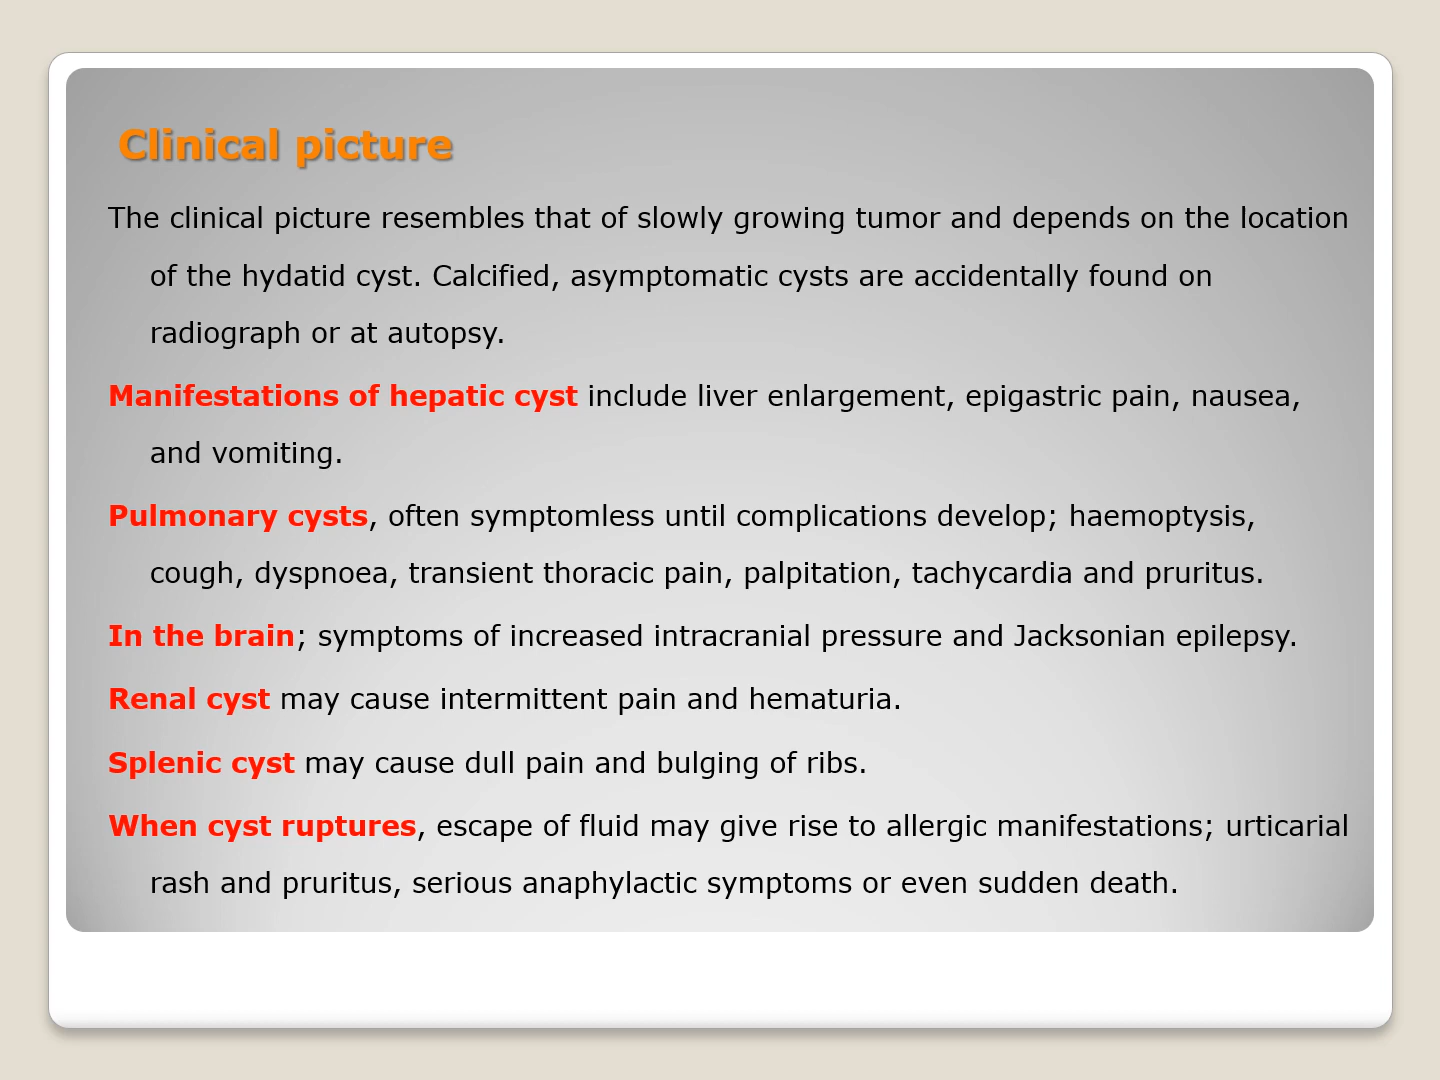 Clinical picture
The clinical picture resembles that of slowly growing tumor and depends on the location
of the hydatid cyst. Calcified, asymptomatic cysts are accidentally found on
radiograph or at autopsy.
Manifestations of hepatic cyst include liver enlargement, epigastric pain, nausea,
and vomiting.
Pulmonary cysts, often symptomless until complications develop; haemoptysis,
cough, dyspnoea, transient thoracic pain, palpitation, tachycardia and pruritus.
In the brain; symptoms of increased intracranial pressure and Jacksonian epilepsy.
Renal cyst may cause intermittent pain and hematuria.
Splenic cyst may cause dull pain and bulging of ribs.
When cyst ruptures, escape of fluid may give rise to allergic manifestations; urticarial
rash and pruritus, serious anaphylactic symptoms or even sudden death.